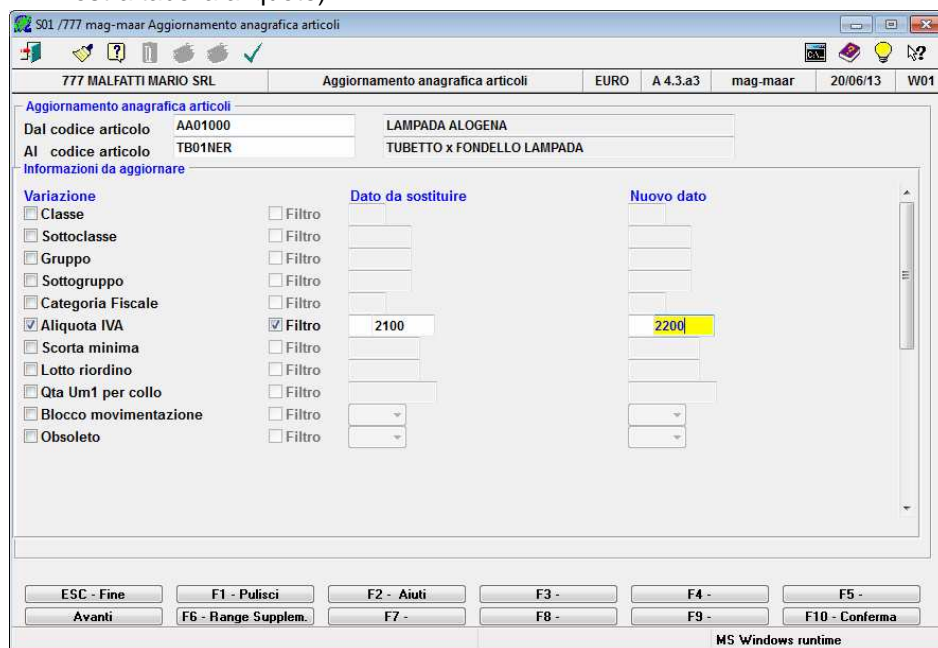 S01 /777 mag-maar Aggiornamento anagrafica articoli
777 MALFATTI MARIO SRL Aggiornamento anagrafica articoli EURO A 4.3.a3 mag-maar 20/06/13 W01
Aggiornamento anagrafica articoli
Dal codice articolo AA01000 LAMPADA ALOGENA
Al codice articolo TB01NER TUBETTO x FONDELLO LAMPADA
Informazioni da aggiornare
Variazione Dato da sostituire Nuovo dato
Classe Filtro
Sottoclasse Filtro
Gruppo Filtro
Sottogruppo Filtro
Categoria Fiscale Filtro
Aliquota IVA Filtro 2100 2200
Scorta minima Filtro
Lotto riordino Filtro
Qta Um1 per collo Filtro
Blocco movimentazione Filtro
Obsoleto Filtro
ESC - Fine F1 - Pulisci F2 - Aiuti F3 - F4 - F5 -
Avanti F6 - Range Supplem. F7 - F8 - F9 - F10 - Conferma
MS Windows runtime